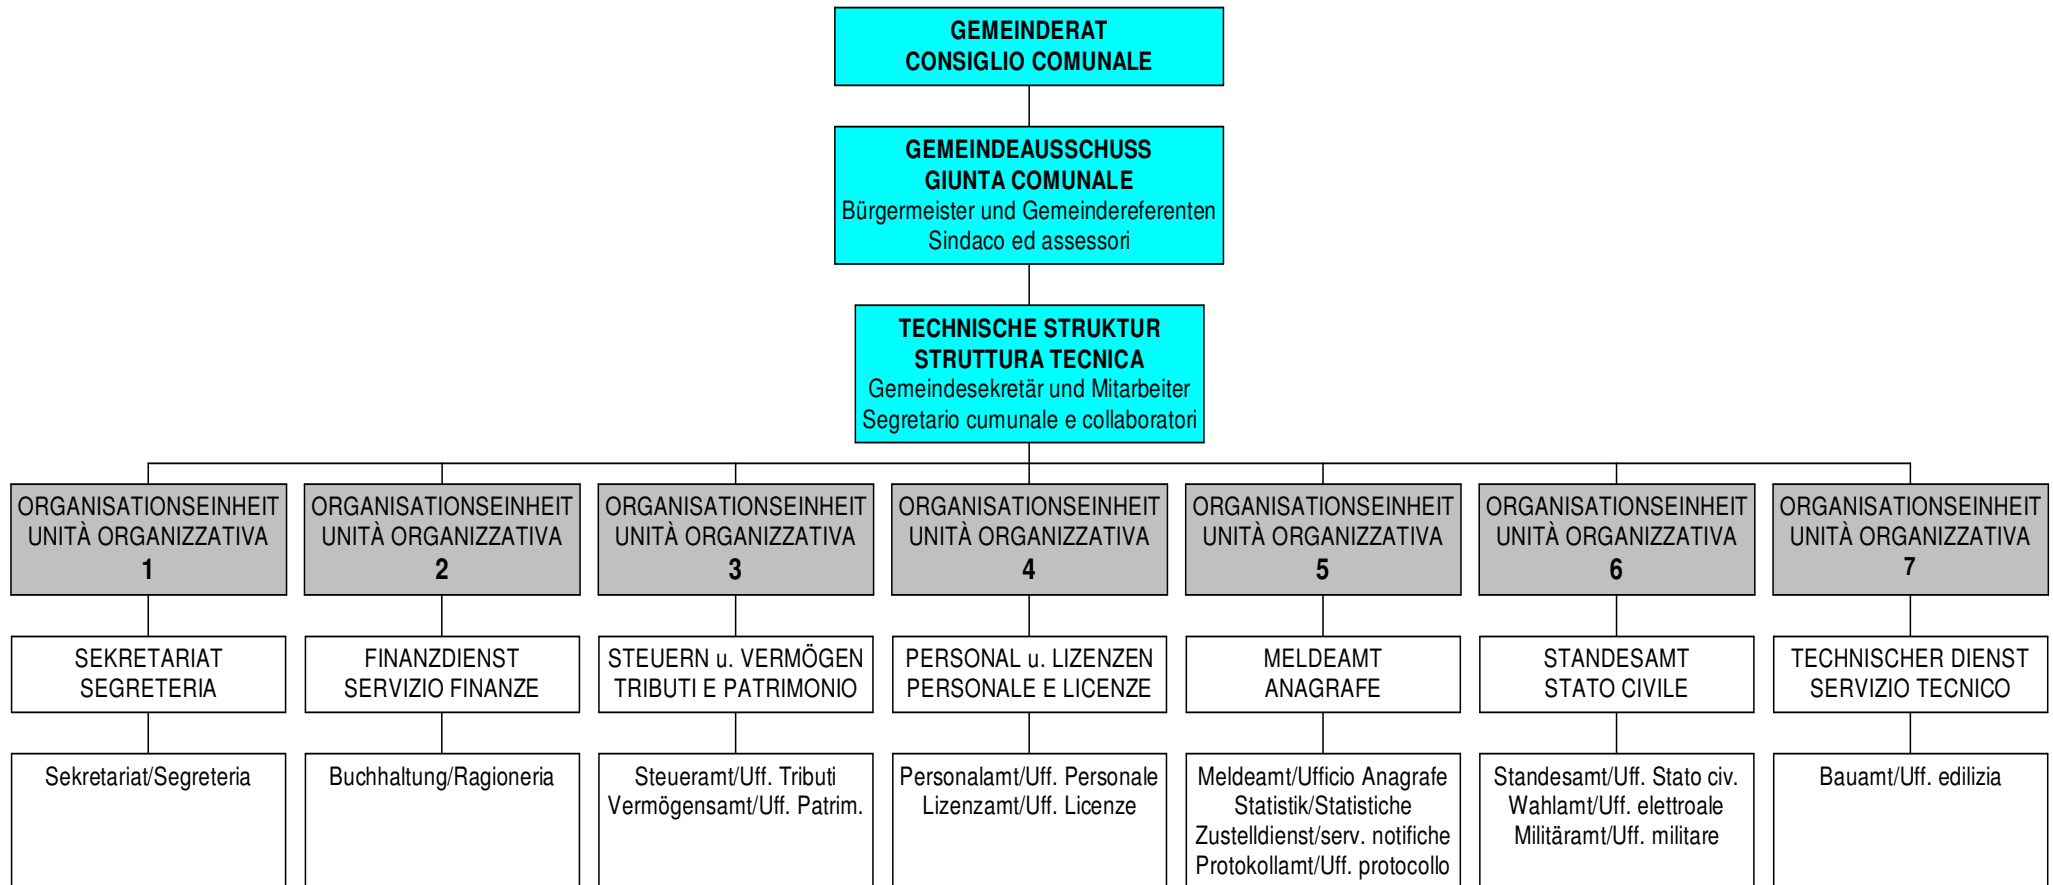 GEMEINDERAT
CONSIGLIO COMUNALE
GEMEINDEAUSSCHUSS
GIUNTA COMUNALE
Bürgermeister und Gemeindereferenten
Sindaco ed assessori
TECHNISCHE STRUKTUR
STRUTTURA TECNICA
Gemeindesekretär und Mitarbeiter
Segretario cumunale e collaboratori
ORGANISATIONSEINHEIT
UNITÀ ORGANIZZATIVA
1
ORGANISATIONSEINHEIT
UNITÀ ORGANIZZATIVA
2
ORGANISATIONSEINHEIT
UNITÀ ORGANIZZATIVA
3
ORGANISATIONSEINHEIT
UNITÀ ORGANIZZATIVA
4
ORGANISATIONSEINHEIT
UNITÀ ORGANIZZATIVA
5
ORGANISATIONSEINHEIT
UNITÀ ORGANIZZATIVA
6
ORGANISATIONSEINHEIT
UNITÀ ORGANIZZATIVA
7
SEKRETARIAT
SEGRETERIA
FINANZDIENST
SERVIZIO FINANZE
STEUERN u. VERMÖGEN
TRIBUTI E PATRIMONIO
PERSONAL u. LIZENZEN
PERSONALE E LICENZE
MELDEAMT
ANAGRAFE
STANDESAMT
STATO CIVILE
TECHNISCHER DIENST
SERVIZIO TECNICO
Sekretariat/Segreteria
Buchhaltung/Ragioneria
Steueramt/Uff. Tributi
Vermögensamt/Uff. Patrim.
Personalamt/Uff. Personale
Lizenzamt/Uff. Licenze
Meldeamt/Ufficio Anagrafe
Statistik/Statistiche
Zustelldienst/serv. notifiche
Protokollamt/Uff. protocollo
Standesamt/Uff. Stato civ.
Wahlamt/Uff. elettroale
Militäramt/Uff. militare
Bauamt/Uff. edilizia